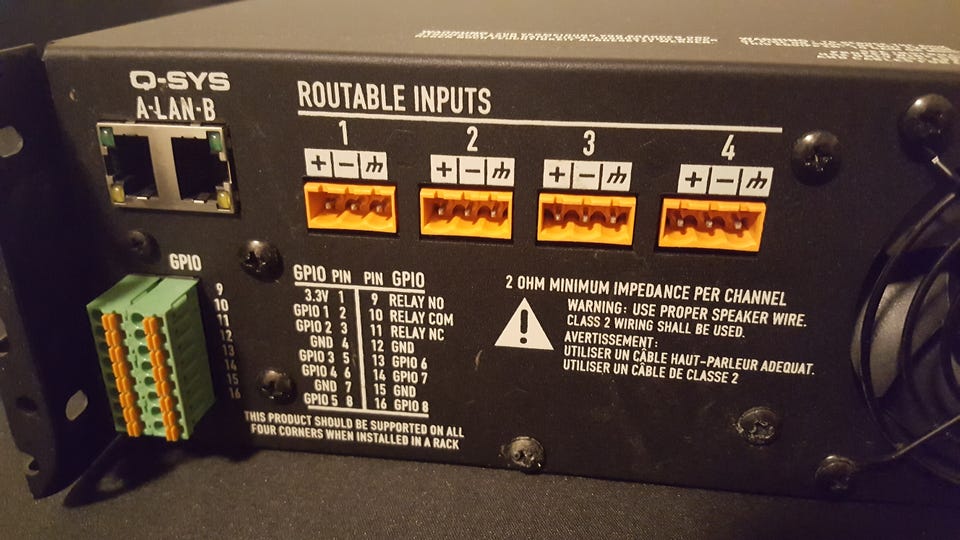 Q-SYS
A-LAN-B
ROUTABLE INPUTS
1 2 3 4
+ − + − + − + −
GPIO
9
10
11
12
13
14
15
16
GPIO PIN PIN GPIO
3.3V 1 9 RELAY NO
GPIO 1 2 10 RELAY COM
GPIO 2 3 11 RELAY NC
GND 4 12 GND
GPIO 3 5 13 GPIO 6
GPIO 4 6 14 GPIO 7
GND 7 15 GND
GPIO 5 8 16 GPIO 8
THIS PRODUCT SHOULD BE SUPPORTED ON ALL
FOUR CORNERS WHEN INSTALLED IN A RACK
2 OHM MINIMUM IMPEDANCE PER CHANNEL
WARNING: USE PROPER SPEAKER WIRE.
CLASS 2 WIRING SHALL BE USED.
AVERTISSEMENT:
UTILISER UN CÂBLE HAUT-PARLEUR ADEQUAT.
UTILISER UN CÂBLE DE CLASSE 2